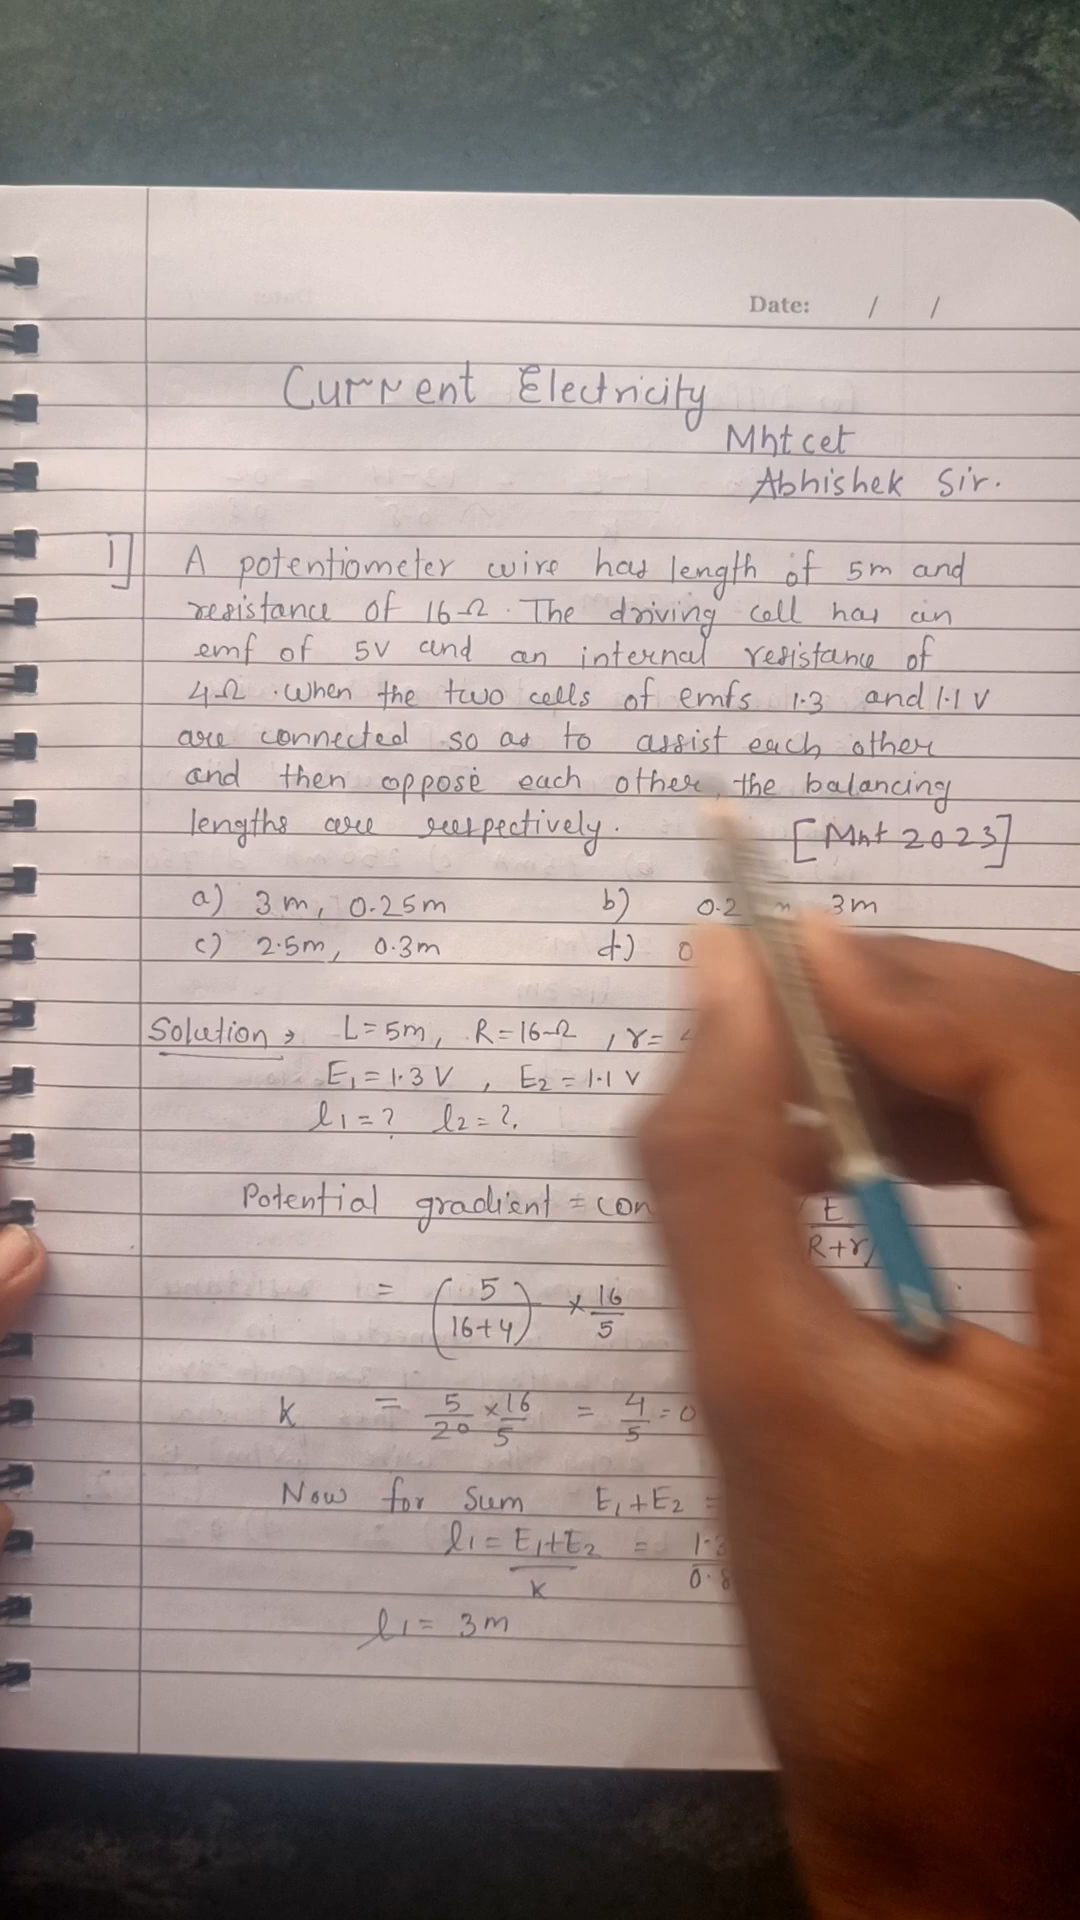 Date: / /
Current Electricity
Mht cet
Abhishek Sir.
1] A potentiometer wire has length of 5m and
resistance of 16Ω. The driving cell has an
emf of 5V and an internal resistance of
4Ω. When the two cells of emfs 1.3 and 1.1 V
are connected so as to assist each other
and then oppose each other, the balancing
lengths are respectively. [Mht 2023]
a) 3m, 0.25m b) 0.2 m 3m
c) 2.5m, 0.3m d) 0
Solution → L=5m, R=16Ω, r=
E₁=1.3V, E₂=1.1V
l₁=? l₂=?.
Potential gradient = con E/R+r
= (5/16+4) × 16/5
K = 5/20 × 16/5 = 4/5 = 0
Now for sum E₁+E₂ =
l₁ = E₁+E₂/K = 1.3/0.8
l₁ = 3m